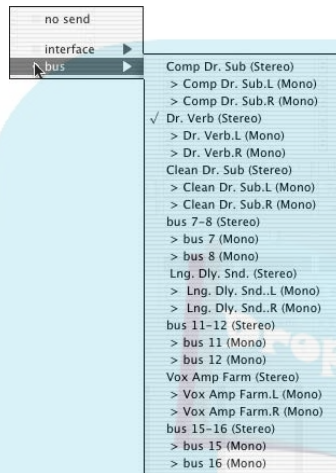 no send
interface
bus
Comp Dr. Sub (Stereo)
> Comp Dr. Sub.L (Mono)
> Comp Dr. Sub.R (Mono)
√ Dr. Verb (Stereo)
> Dr. Verb.L (Mono)
> Dr. Verb.R (Mono)
Clean Dr. Sub (Stereo)
> Clean Dr. Sub.L (Mono)
> Clean Dr. Sub.R (Mono)
bus 7-8 (Stereo)
> bus 7 (Mono)
> bus 8 (Mono)
Lng. Dly. Snd. (Stereo)
> Lng. Dly. Snd..L (Mono)
> Lng. Dly. Snd..R (Mono)
bus 11-12 (Stereo)
> bus 11 (Mono)
> bus 12 (Mono)
Vox Amp Farm (Stereo)
> Vox Amp Farm.L (Mono)
> Vox Amp Farm.R (Mono)
bus 15-16 (Stereo)
> bus 15 (Mono)
> bus 16 (Mono)